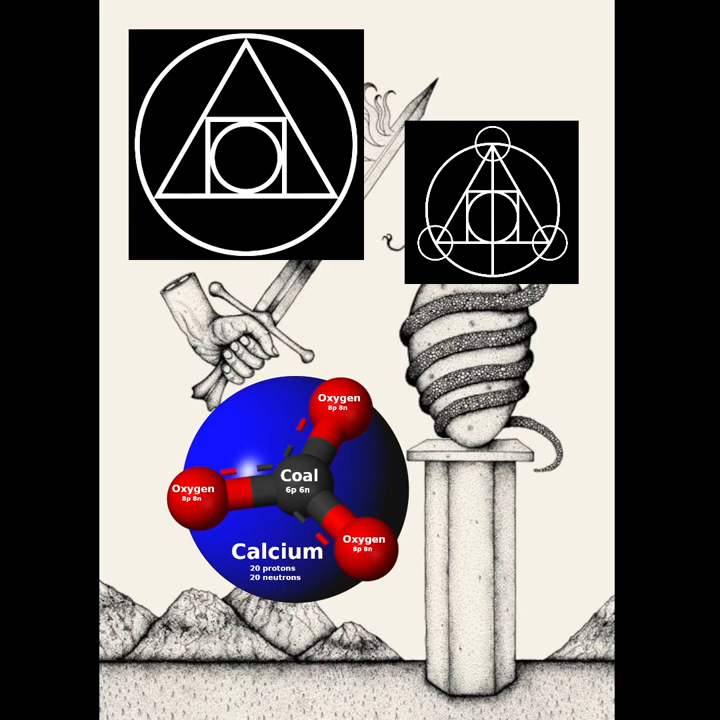 Oxygen
8p 8n
Coal
6p 6n
Oxygen
8p 8n
Oxygen
8p 8n
Calcium
20 protons
20 neutrons